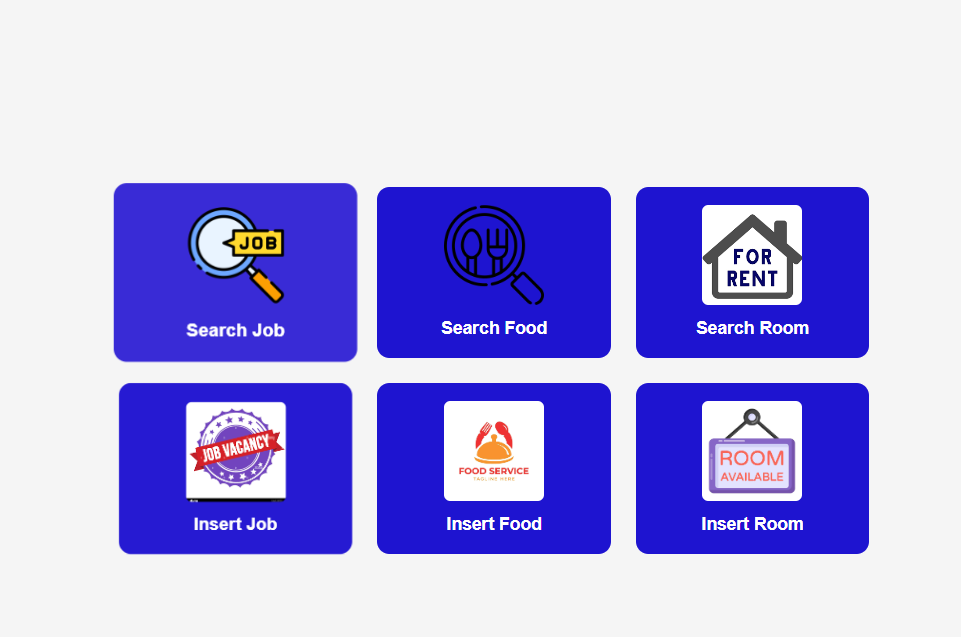 JOB
Search Job
Search Food
FOR
RENT
Search Room
JOB VACANCY
Insert Job
FOOD SERVICE
TAGLINE HERE
Insert Food
ROOM
AVAILABLE
Insert Room